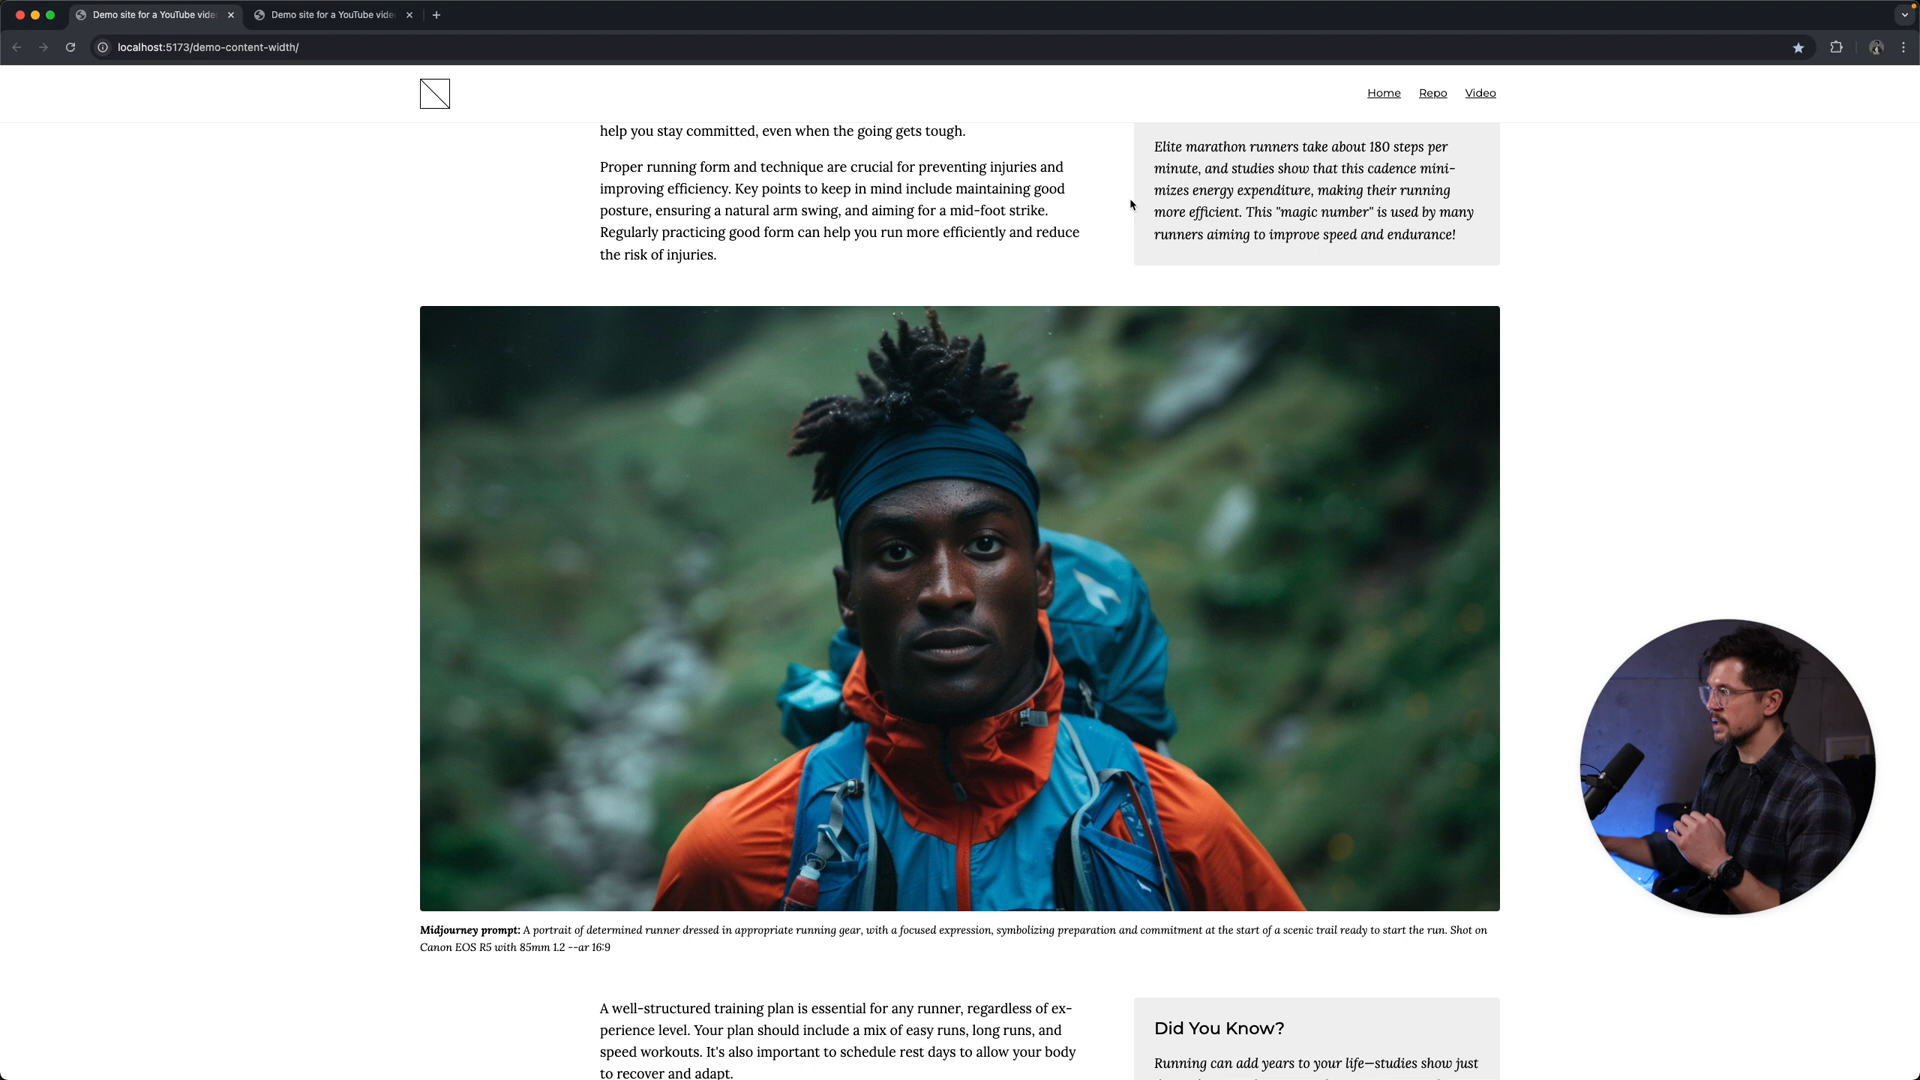 Demo site for a YouTube vide
Demo site for a YouTube vide
localhost:5173/demo-content-width/
Home Repo Video
help you stay committed, even when the going gets tough.
Proper running form and technique are crucial for preventing injuries and
improving efficiency. Key points to keep in mind include maintaining good
posture, ensuring a natural arm swing, and aiming for a mid-foot strike.
Regularly practicing good form can help you run more efficiently and reduce
the risk of injuries.
Elite marathon runners take about 180 steps per
minute, and studies show that this cadence mini-
mizes energy expenditure, making their running
more efficient. This "magic number" is used by many
runners aiming to improve speed and endurance!
Midjourney prompt: A portrait of determined runner dressed in appropriate running gear, with a focused expression, symbolizing preparation and commitment at the start of a scenic trail ready to start the run. Shot on
Canon EOS R5 with 85mm 1.2 --ar 16:9
A well-structured training plan is essential for any runner, regardless of ex-
perience level. Your plan should include a mix of easy runs, long runs, and
speed workouts. It's also important to schedule rest days to allow your body
to recover and adapt.
Did You Know?
Running can add years to your life—studies show just